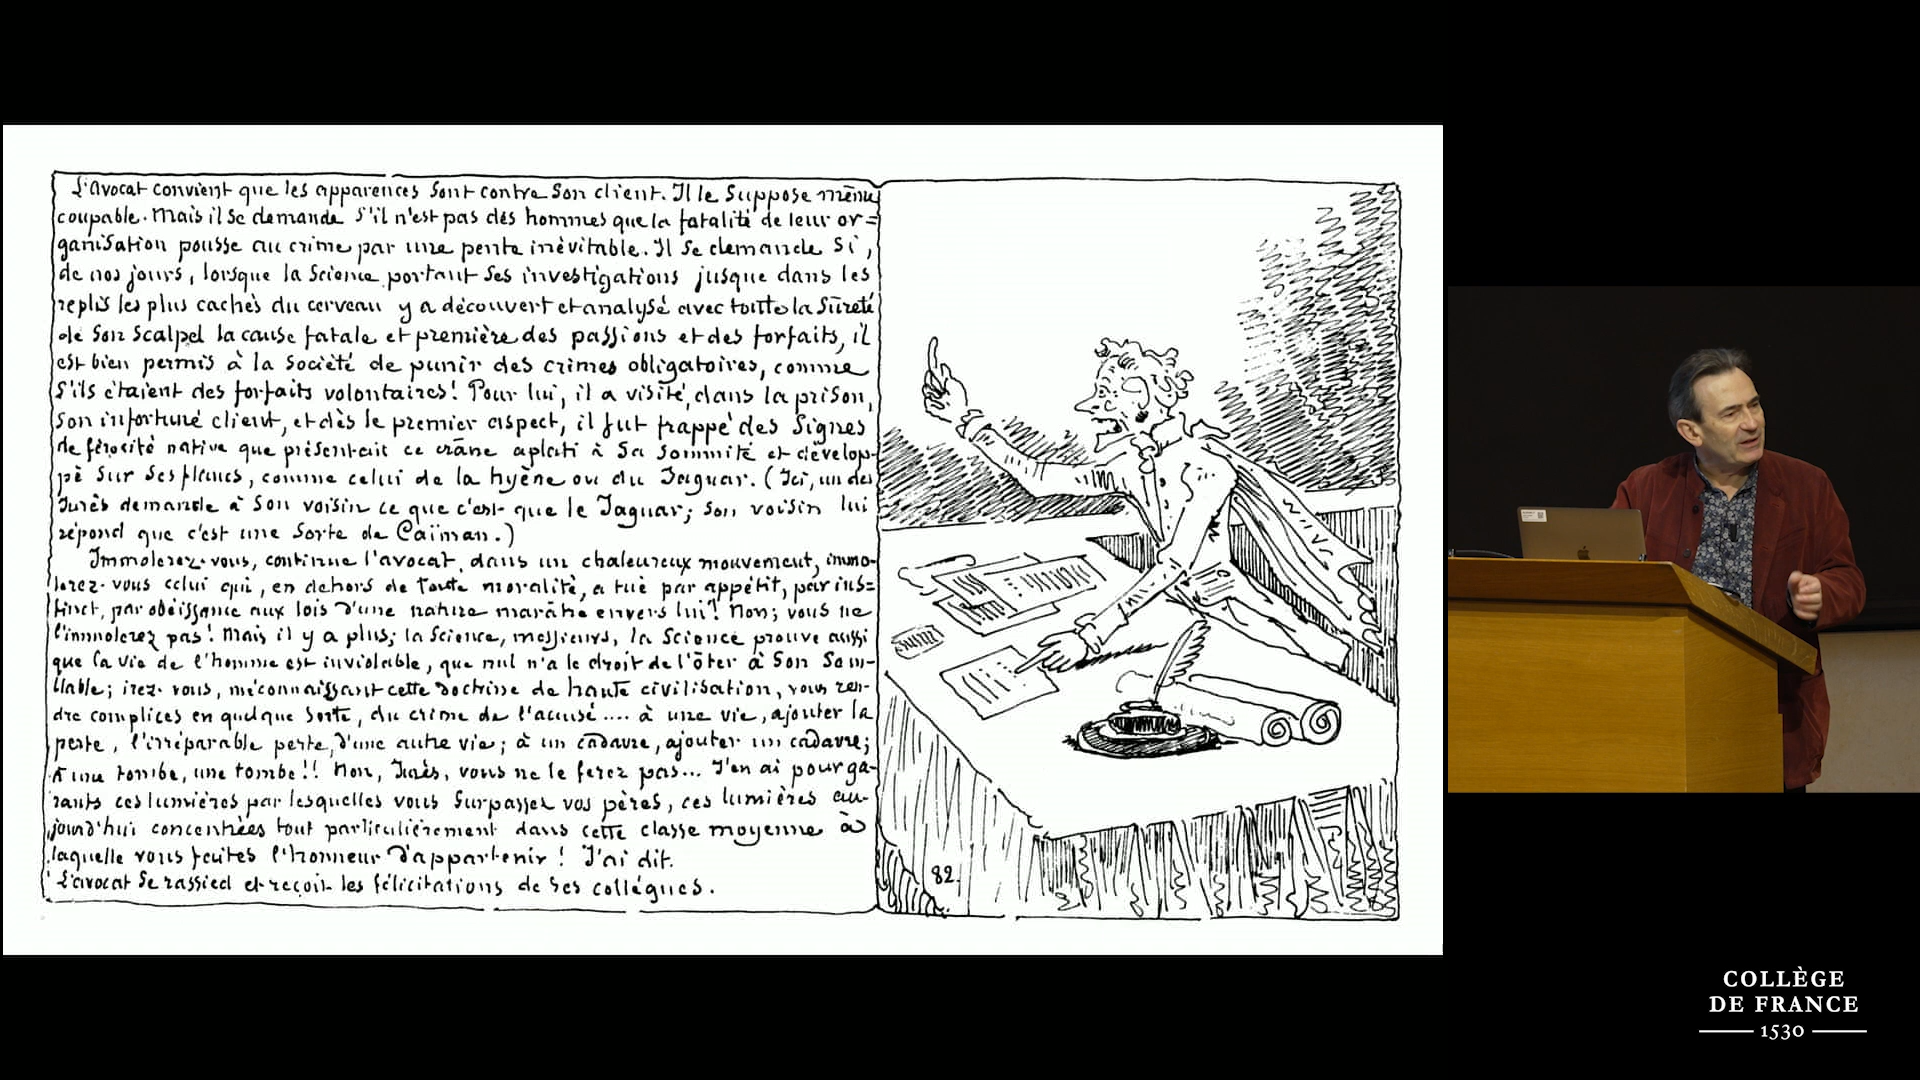 L'avocat convient que les apparences sont contre son client. Il le suppose même
coupable. Mais il se demande s'il n'est pas des hommes que la fatalité de leur or=
ganisation pousse au crime par une pente inévitable. Il se demande si,
de nos jours, lorsque la science portant ses investigations jusque dans les
replis les plus cachés du cerveau y a découvert et analysé avec toutte la sûreté
de son scalpel la cause fatale et première des passions et des forfaits, il
est bien permis à la société de punir des crimes obligatoires, comme
s'ils étaient des forfaits volontaires! Pour lui, il a visité, dans la prison,
son infortuné client, et dès le premier aspect, il fut frappé des signes
de férocité native que présentait ce crâne aplati à sa sommité et dévelop-
pé sur ses flancs, comme celui de la hyène ou du Jaguar. (Ici, un des
Jurés demande à son voisin ce que c'est que le Jaguar; son voisin lui
répond que c'est une sorte de Caïman.)
Immolerez-vous, continue l'avocat, dans un chaleureux mouvement, immo-
lerez-vous celui qui, en dehors de toute moralité, a tué par appétit, par ins=
tinct, par obéissance aux lois d'une nature marâtre envers lui! Non; vous ne
l'immolerez pas! Mais il y a plus; la science, messieurs, la science prouve aussi
que la vie de l'homme est inviolable, que nul n'a le droit de l'ôter à son sem-
blable; irez-vous, méconnaissant cette doctrine de haute civilisation, vous ren-
dre complices en quelque sorte, du crime de l'accusé.... à une vie, ajouter la
perte, l'irréparable perte, d'une autre vie; à un cadavre, ajouter un cadavre;
à une tombe, une tombe!! Non, Jurés, vous ne le ferez pas... J'en ai pour ga-
rants ces lumières par lesquelles vous surpassez vos pères, ces lumières au-
jourd'hui concentrées tout particulièrement dans cette classe moyenne à
laquelle vous faites l'honneur d'appartenir! J'ai dit.
L'avocat se rassied et reçoit les félicitations de ses collègues.
82.
COLLÈGE
DE FRANCE
1530